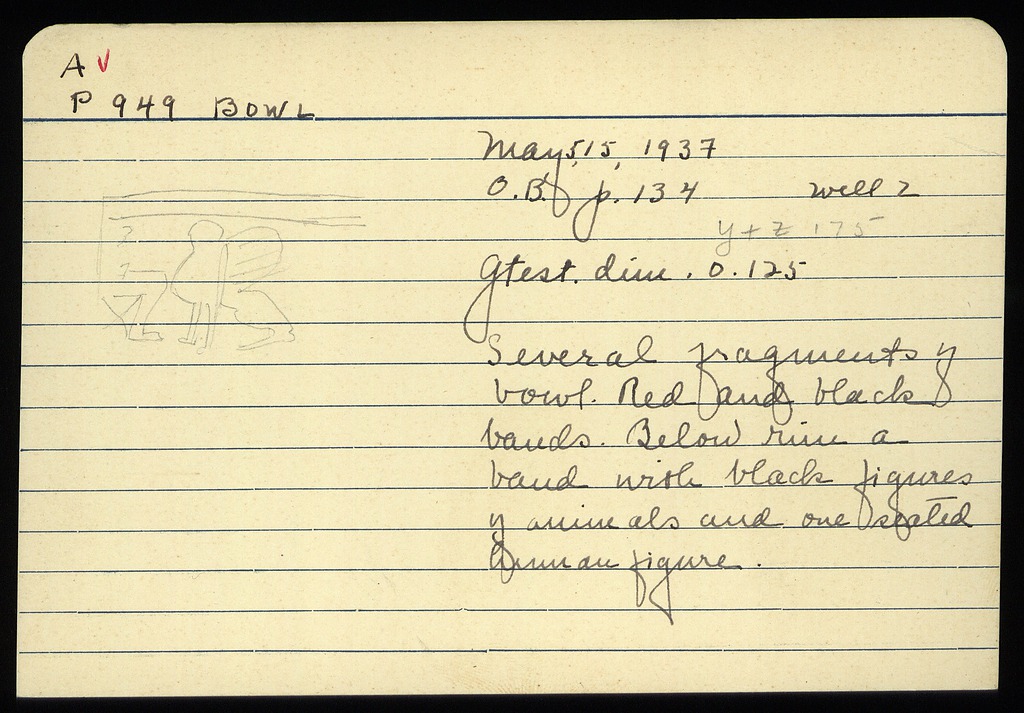 A V
P 949 BOWL
May 5, 15, 1937
O.B. p. 134 Well 2
y + z 175
Gtest. dim. 0.125
Several fragments of
bowl. Red and black
bands. Below rim a
band with black figures
of animals and one seated
human figure.